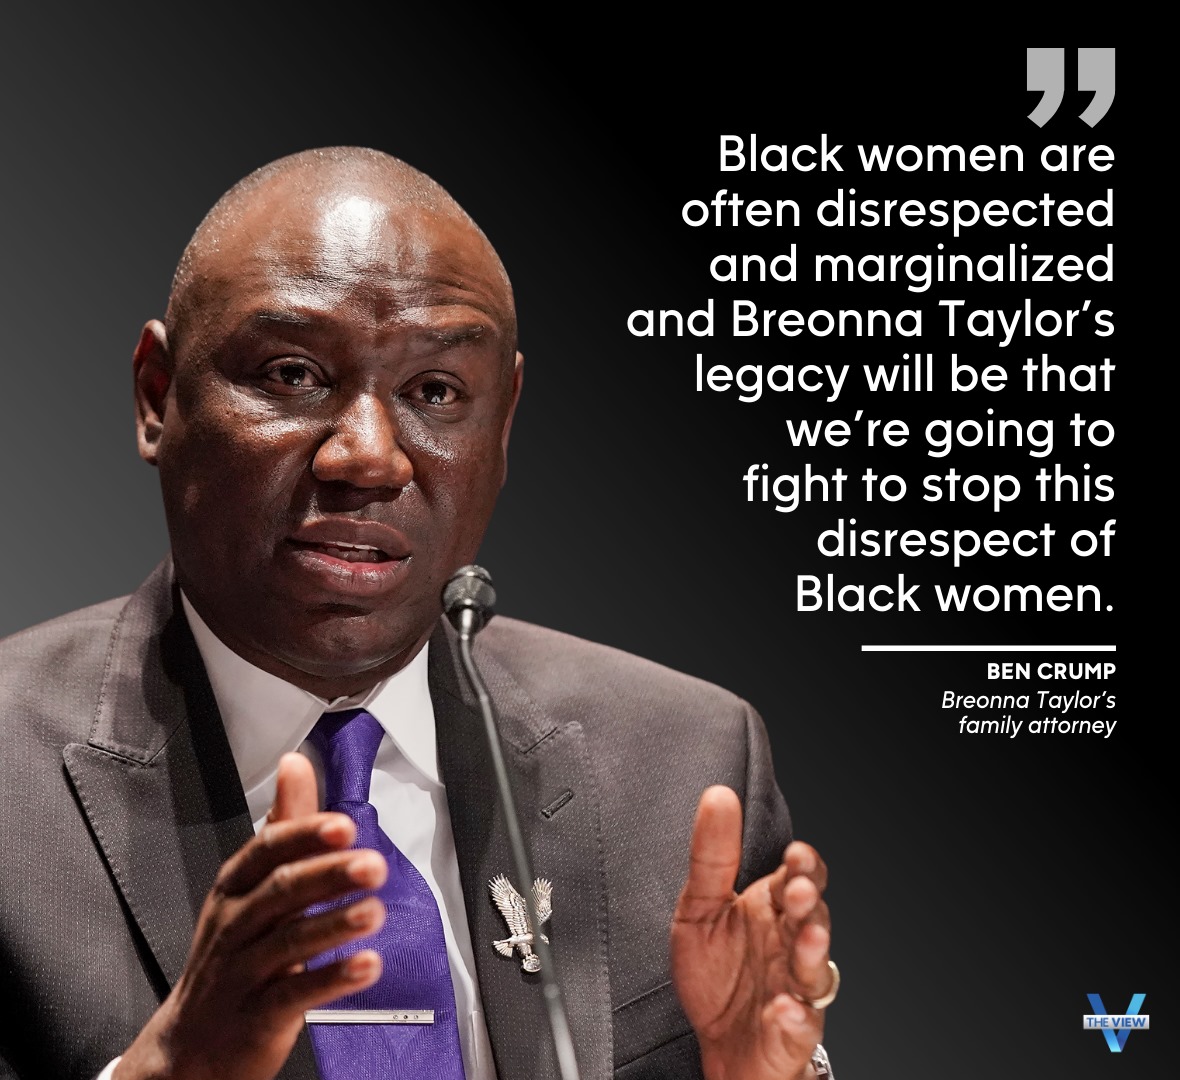 ”
Black women are
often disrespected
and marginalized
and Breonna Taylor’s
legacy will be that
we’re going to
fight to stop this
disrespect of
Black women.
BEN CRUMP
Breonna Taylor’s
family attorney
THE VIEW